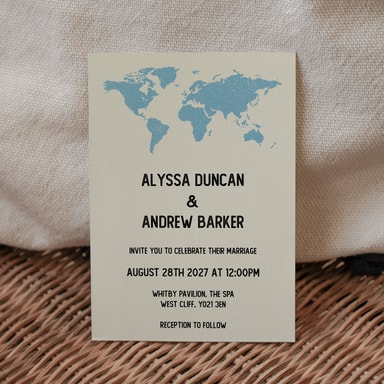 ALYSSA DUNCAN
&
ANDREW BARKER
INVITE YOU TO CELEBRATE THEIR MARRIAGE
AUGUST 28TH 2027 AT 12:00PM
WHITBY PAVILION, THE SPA
WEST CLIFF, YO21 3EN
RECEPTION TO FOLLOW